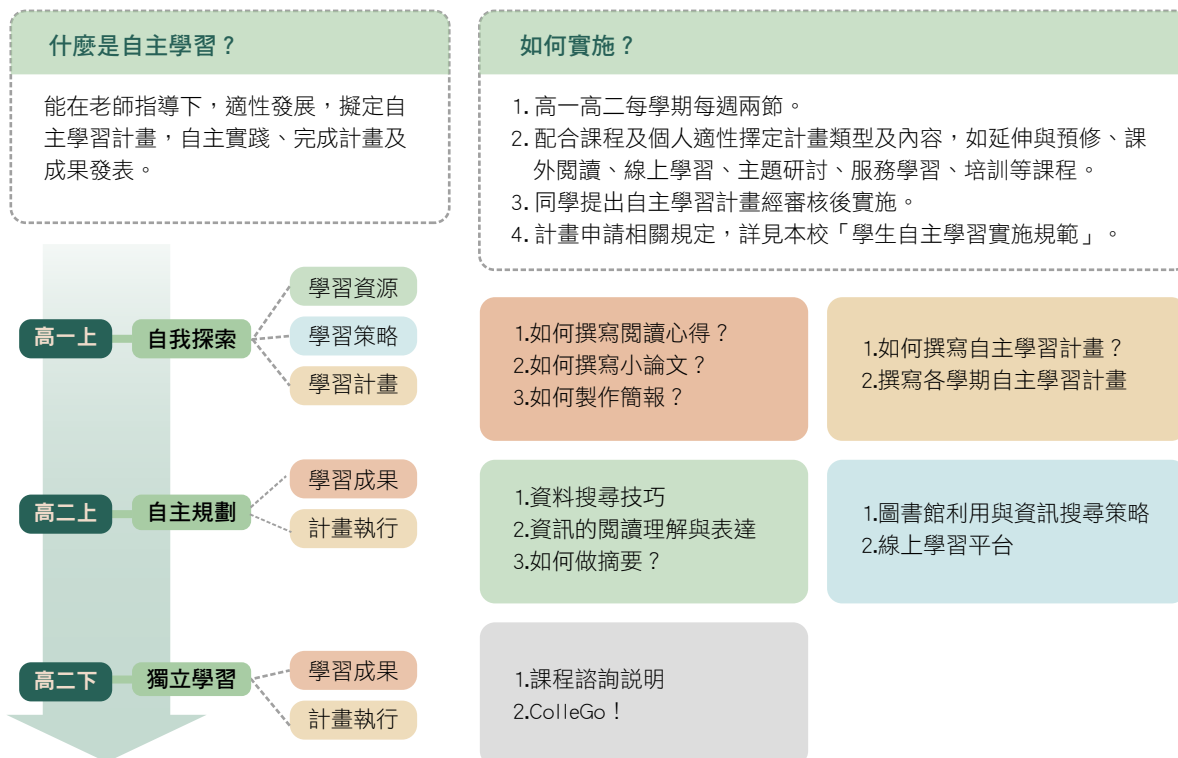 什麼是自主學習？
能在老師指導下，適性發展，擬定自
主學習計畫，自主實踐、完成計畫及
成果發表。
如何實施？
1. 高一高二每學期每週兩節。
2. 配合課程及個人適性擇定計畫類型及內容，如延伸與預修、課
外閱讀、線上學習、主題研討、服務學習、培訓等課程。
3. 同學提出自主學習計畫經審核後實施。
4. 計畫申請相關規定，詳見本校「學生自主學習實施規範」。
高一上
自我探索
學習資源
學習策略
學習計畫
1.如何撰寫閱讀心得？
2.如何撰寫小論文？
3.如何製作簡報？
1.如何撰寫自主學習計畫？
2.撰寫各學期自主學習計畫
高二上
自主規劃
學習成果
計畫執行
1.資料搜尋技巧
2.資訊的閱讀理解與表達
3.如何做摘要？
1.圖書館利用與資訊搜尋策略
2.線上學習平台
高二下
獨立學習
學習成果
計畫執行
1.課程諮詢說明
2.ColleGo！